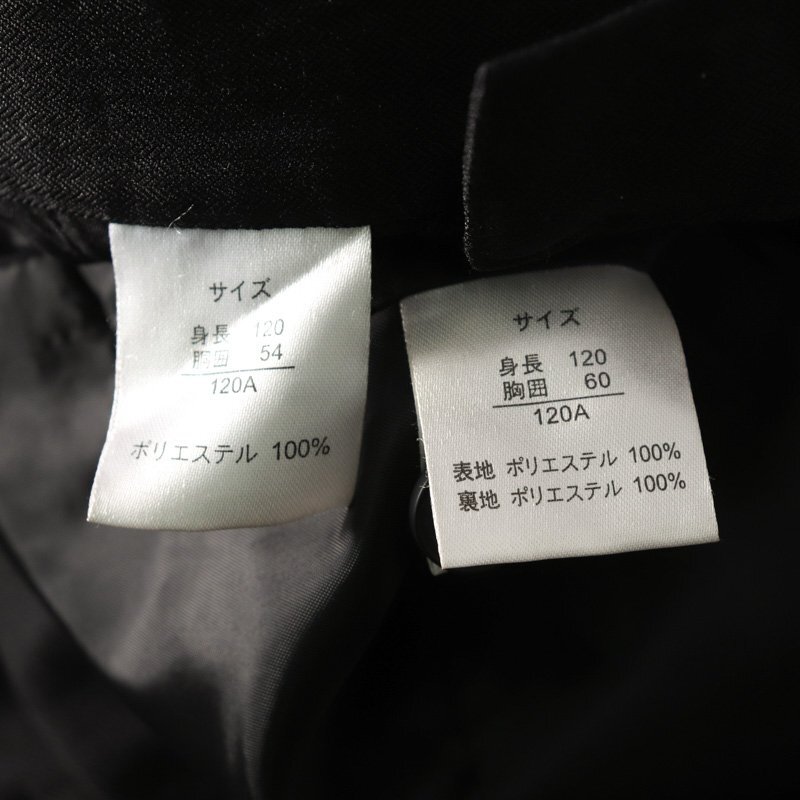 サイズ
身長 120
胸囲 54
120A
ポリエステル 100%
サイズ
身長 120
胸囲 60
120A
表地 ポリエステル 100%
裏地 ポリエステル 100%